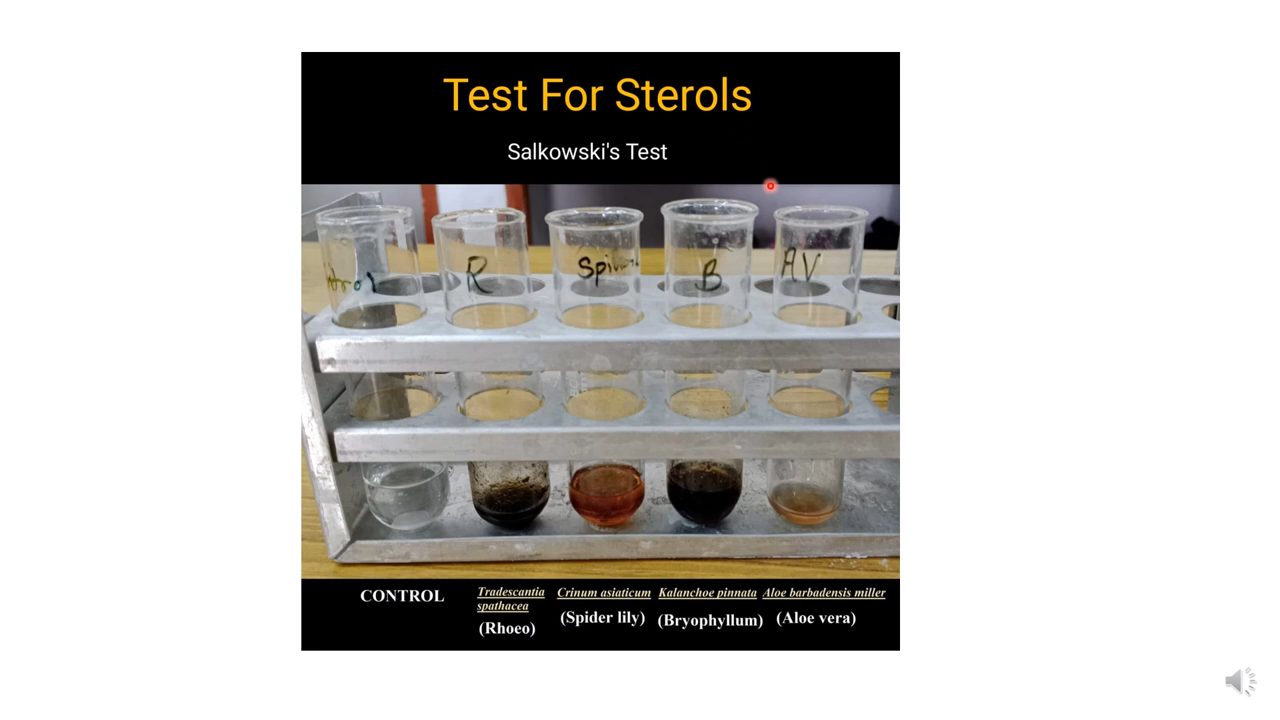 Test For Sterols
Salkowski's Test
R
B
AV
CONTROL
Tradescantia
spathacea
(Rhoeo)
Crinum asiaticum
(Spider lily)
Kalanchoe pinnata
(Bryophyllum)
Aloe barbadensis miller
(Aloe vera)